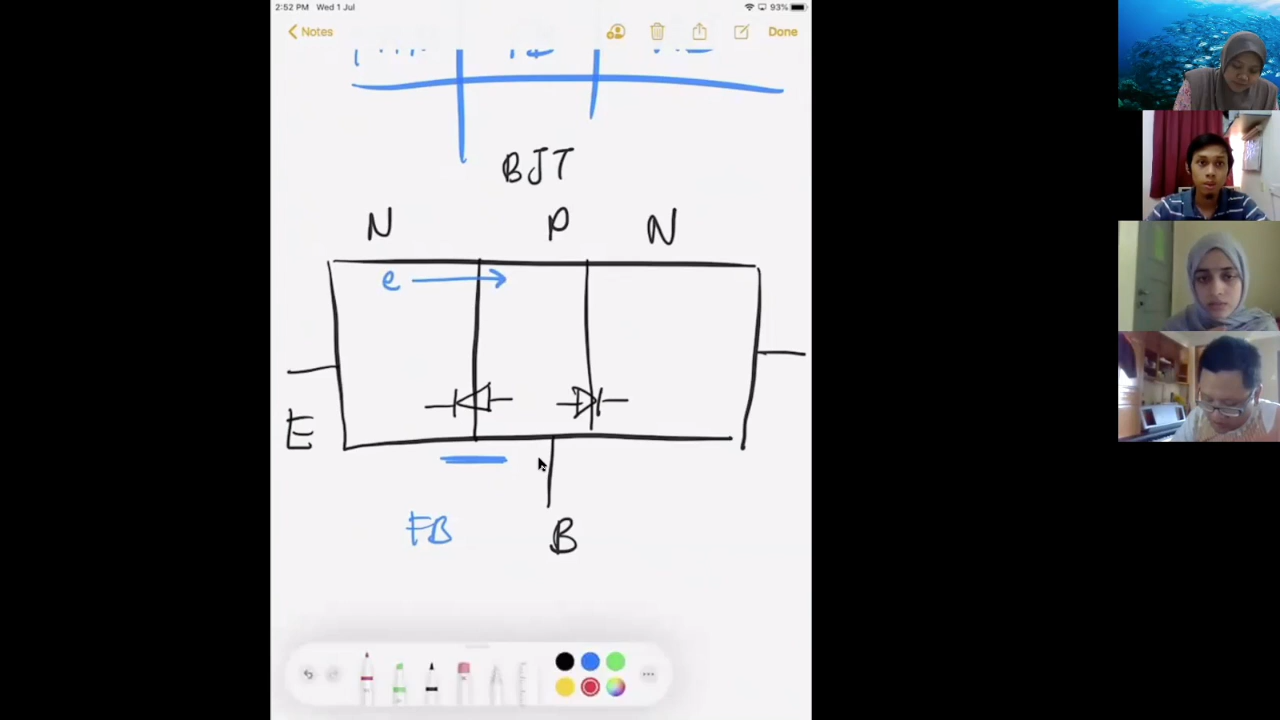 2:52 PM Wed 1 Jul 93%
Notes Done
BJT
N P N
e
E
FB B